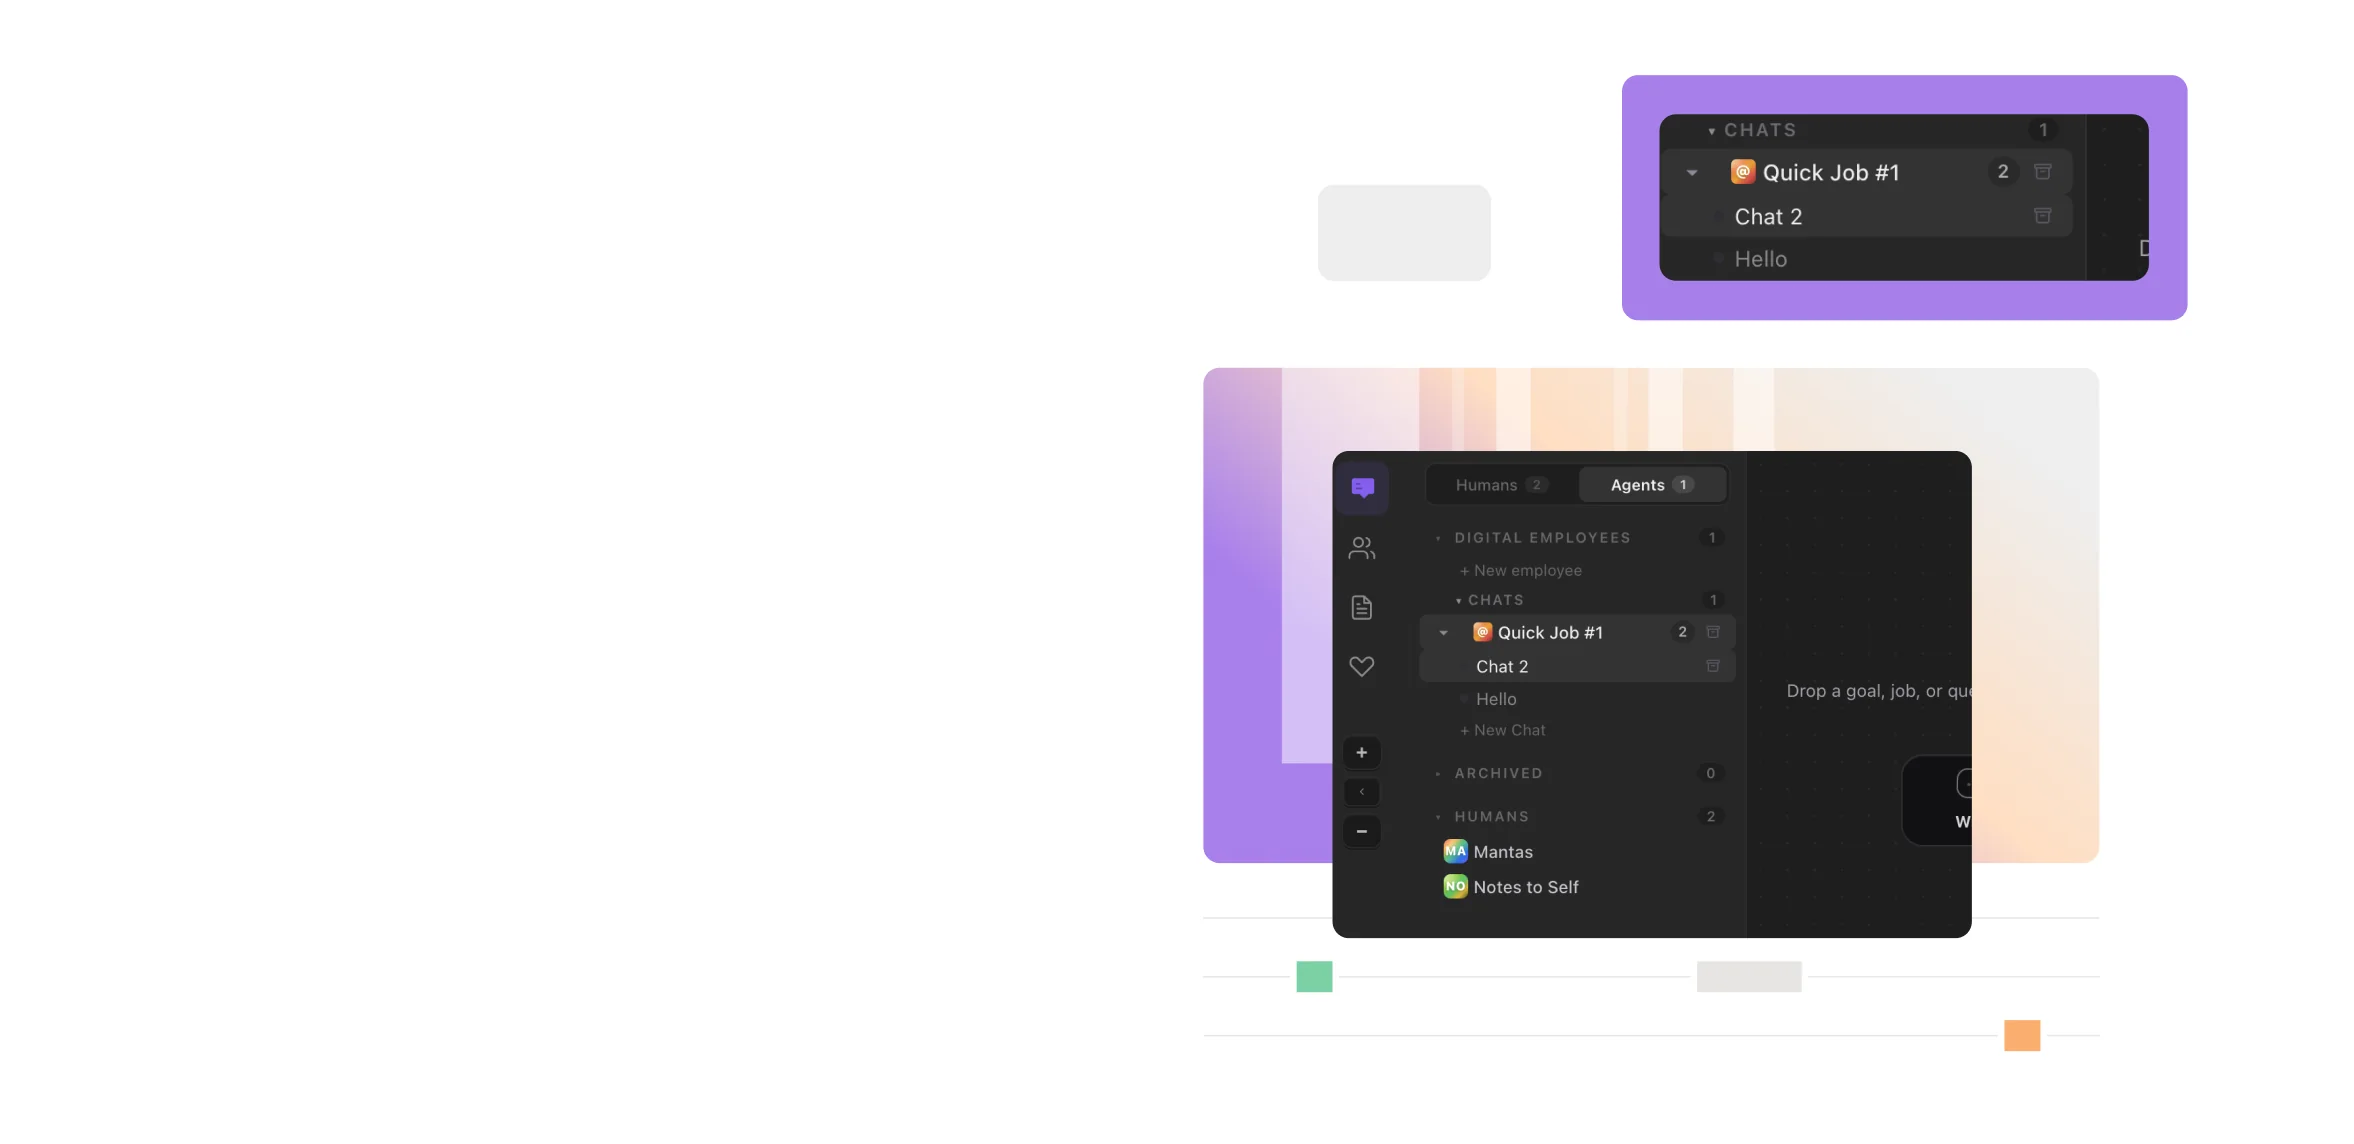 CHATS 1
@ Quick Job #1 2
Chat 2
Hello
Humans 2 Agents 1
DIGITAL EMPLOYEES 1
+ New employee
CHATS 1
@ Quick Job #1 2
Chat 2
Hello
+ New Chat
ARCHIVED 0
HUMANS 2
MA Mantas
NO Notes to Self
Drop a goal, job, or que
W